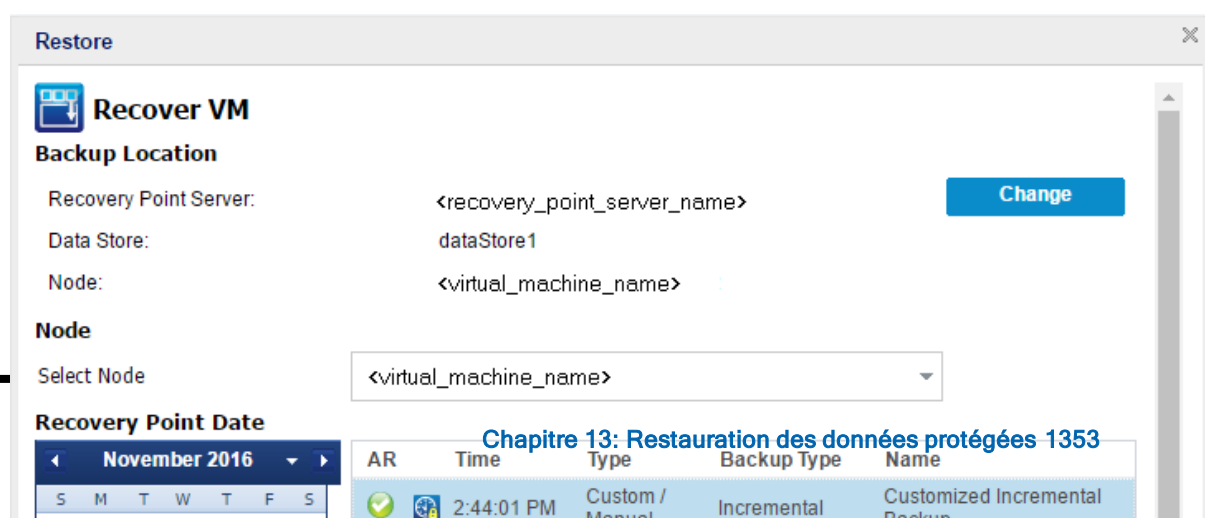 Restore
Recover VM
Backup Location
Recovery Point Server: <recovery_point_server_name> Change
Data Store: dataStore1
Node: <virtual_machine_name>
Node
Select Node <virtual_machine_name>
Recovery Point Date
Chapitre 13: Restauration des données protégées 1353
November 2016 AR Time Type Backup Type Name
S M T W T F S
2:44:01 PM Custom / Manual Incremental Customized Incremental Backup